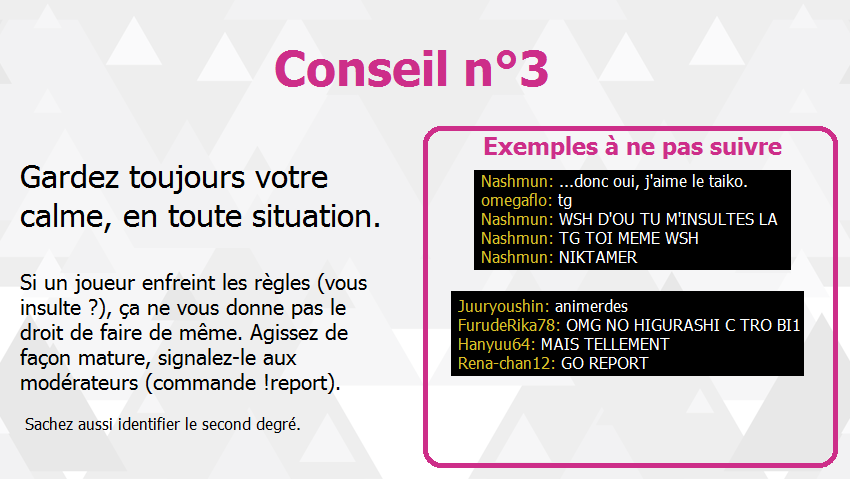 Conseil n°3
Gardez toujours votre
calme, en toute situation.
Si un joueur enfreint les règles (vous
insulte ?), ça ne vous donne pas le
droit de faire de même. Agissez de
façon mature, signalez-le aux
modérateurs (commande !report).
Sachez aussi identifier le second degré.
Exemples à ne pas suivre
Nashmun: ...donc oui, j'aime le taiko.
omegaflo: tg
Nashmun: WSH D'OU TU M'INSULTES LA
Nashmun: TG TOI MEME WSH
Nashmun: NIKTAMER
Juuryoushin: animerdes
FurudeRika78: OMG NO HIGURASHI C TRO BI1
Hanyuu64: MAIS TELLEMENT
Rena-chan12: GO REPORT